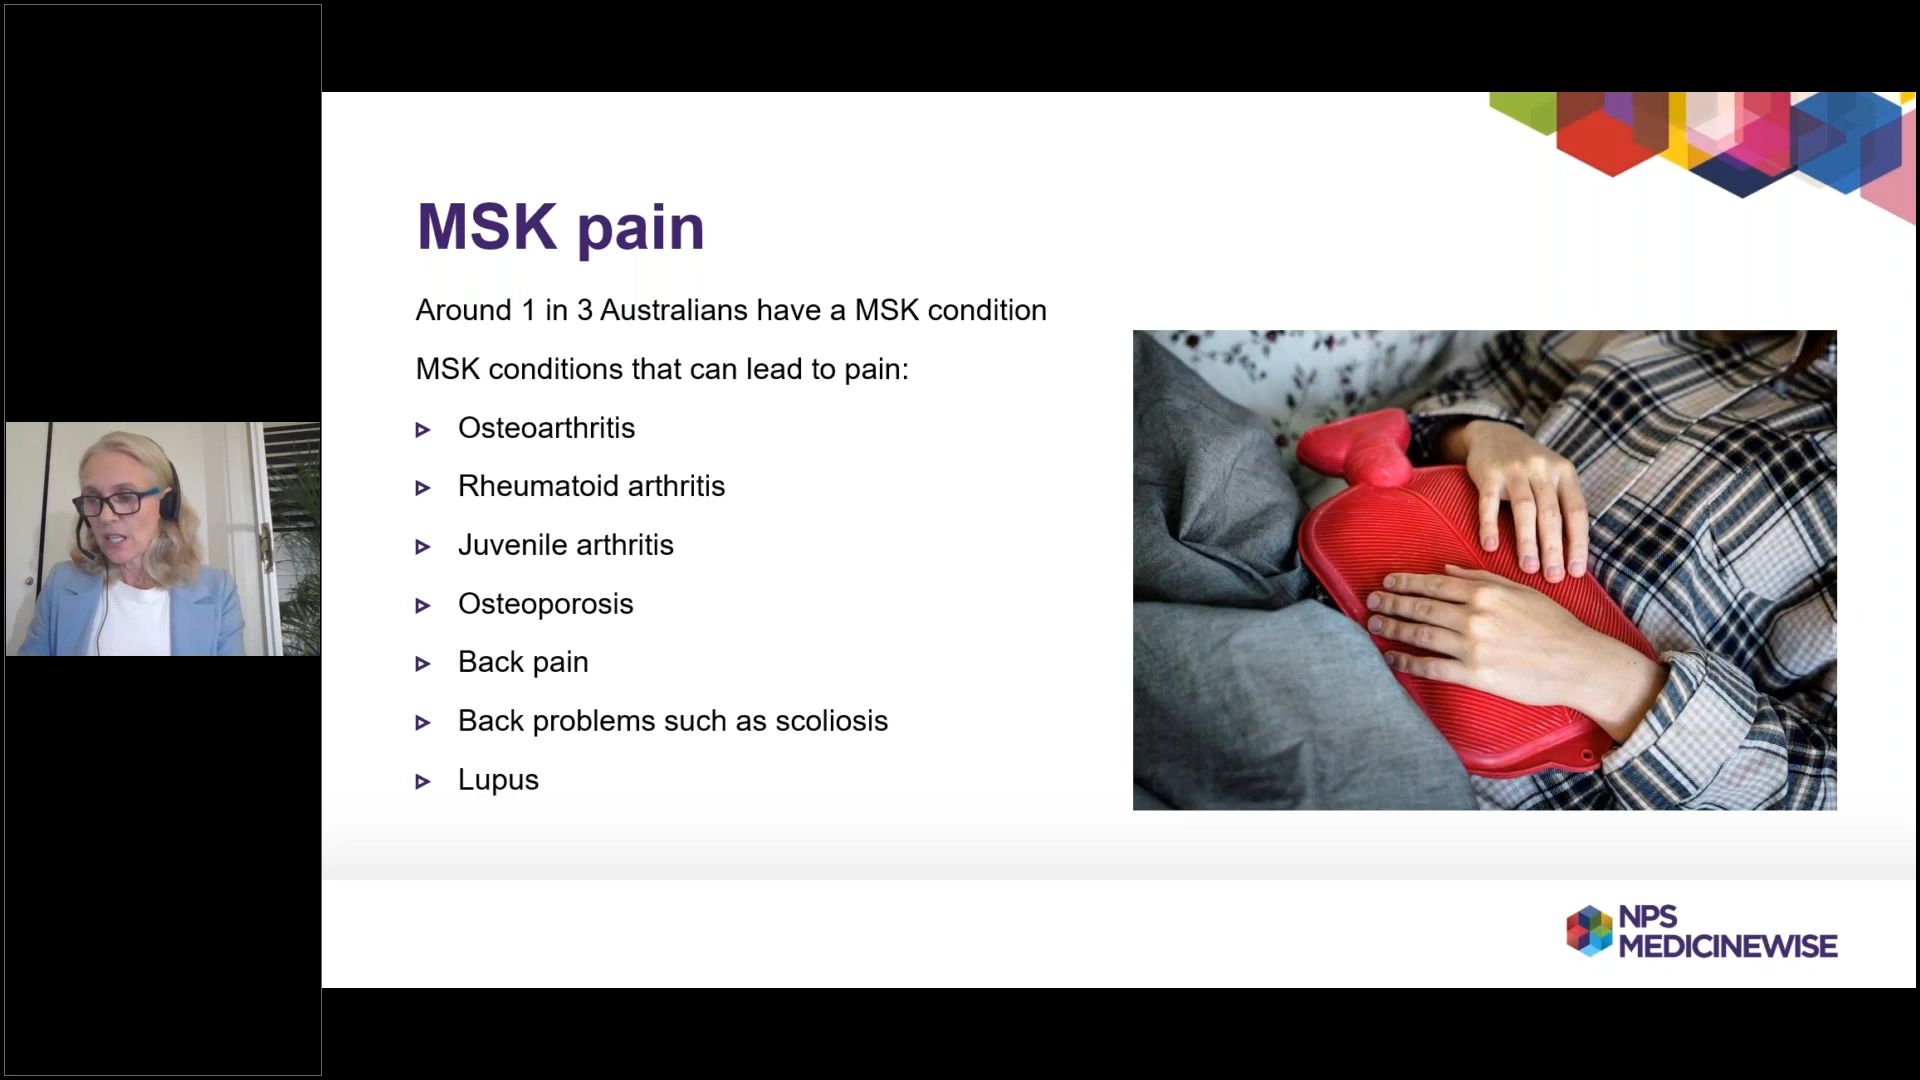 MSK pain
Around 1 in 3 Australians have a MSK condition
MSK conditions that can lead to pain:
Osteoarthritis
Rheumatoid arthritis
Juvenile arthritis
Osteoporosis
Back pain
Back problems such as scoliosis
Lupus
NPS
MEDICINEWISE